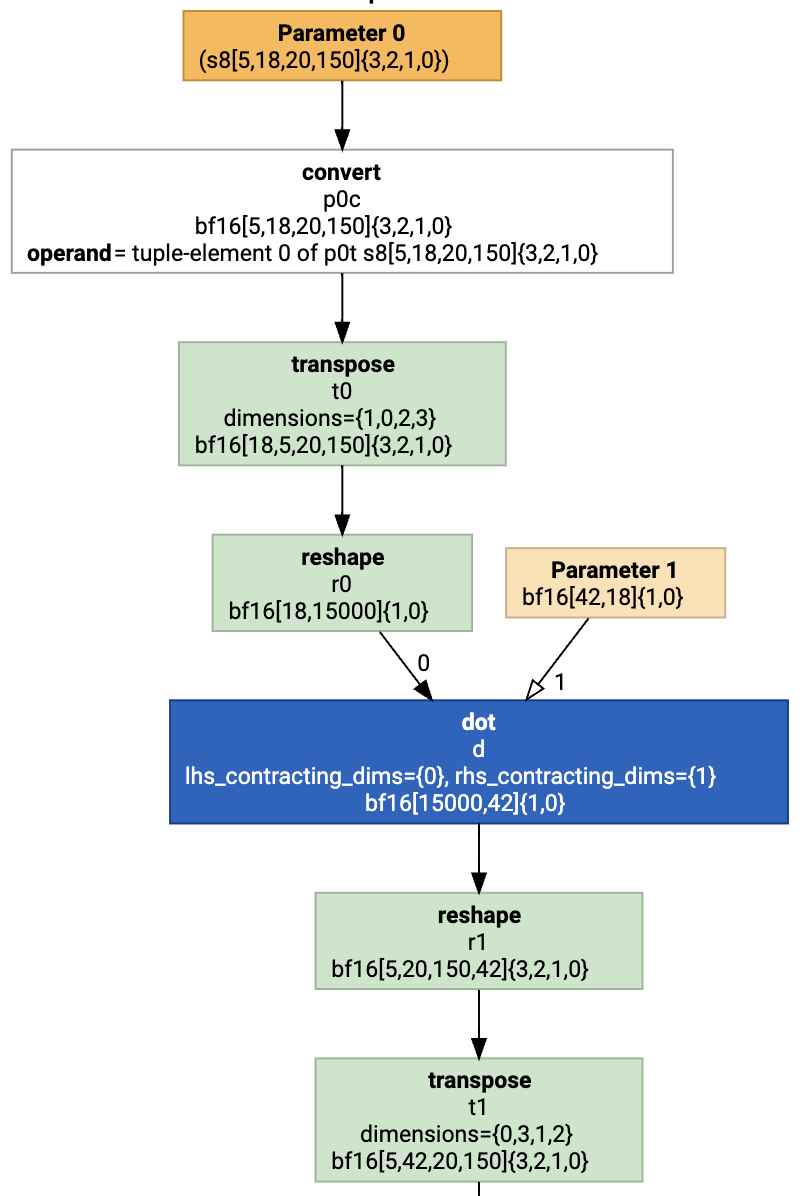 Parameter 0
(s8[5,18,20,150]{3,2,1,0})
convert
p0c
bf16[5,18,20,150]{3,2,1,0}
operand= tuple-element 0 of p0t s8[5,18,20,150]{3,2,1,0}
transpose
t0
dimensions={1,0,2,3}
bf16[18,5,20,150]{3,2,1,0}
reshape
r0
bf16[18,15000]{1,0}
Parameter 1
bf16[42,18]{1,0}
0
1
dot
d
lhs_contracting_dims={0}, rhs_contracting_dims={1}
bf16[15000,42]{1,0}
reshape
r1
bf16[5,20,150,42]{3,2,1,0}
transpose
t1
dimensions={0,3,1,2}
bf16[5,42,20,150]{3,2,1,0}